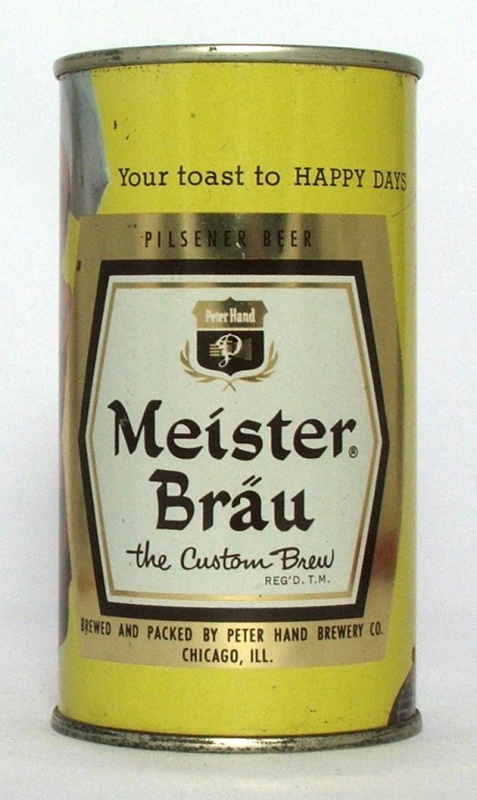 Your toast to HAPPY DAYS
PILSENER BEER
Peter Hand
P
Meister®
Bräu
the Custom Brew
REG'D. T.M.
BREWED AND PACKED BY PETER HAND BREWERY CO.
CHICAGO, ILL.